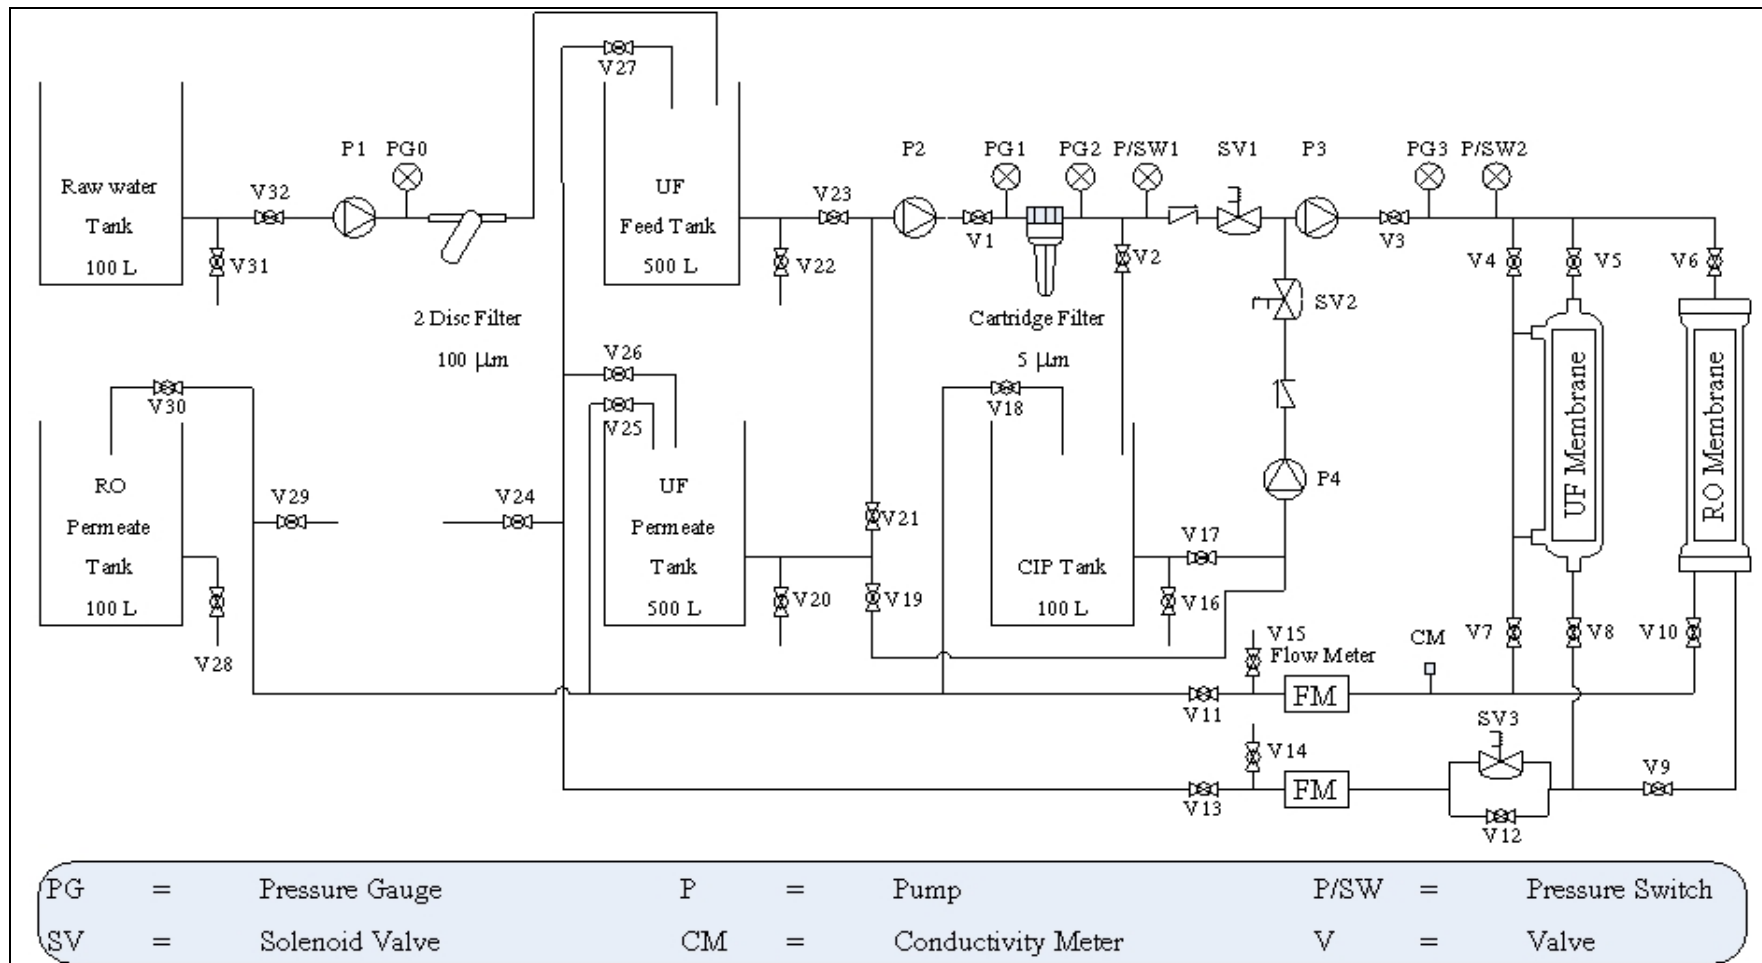 V27
P1 PG0
P2 PG1 PG2 P/SW1 SV1 P3 PG3 P/SW2
Raw water
Tank
100 L
V32
V31
UF
Feed Tank
500 L
V23
V22
V1
V2
V3
V4
V5
V6
SV2
2 Disc Filter
100 µm
Cartridge Filter
5 µm
V26
V25
V30
V18
RO
Permeate
Tank
100 L
V29
V24
UF
Permeate
Tank
500 L
V21
V19
V20
V28
CIP Tank
100 L
V17
V16
P4
UF Membrane
RO Membrane
V15
Flow Meter
CM
V7
V8
V10
FM
V11
SV3
V14
FM
V13
V12
V9
PG = Pressure Gauge P = Pump P/SW = Pressure Switch
SV = Solenoid Valve CM = Conductivity Meter V = Valve